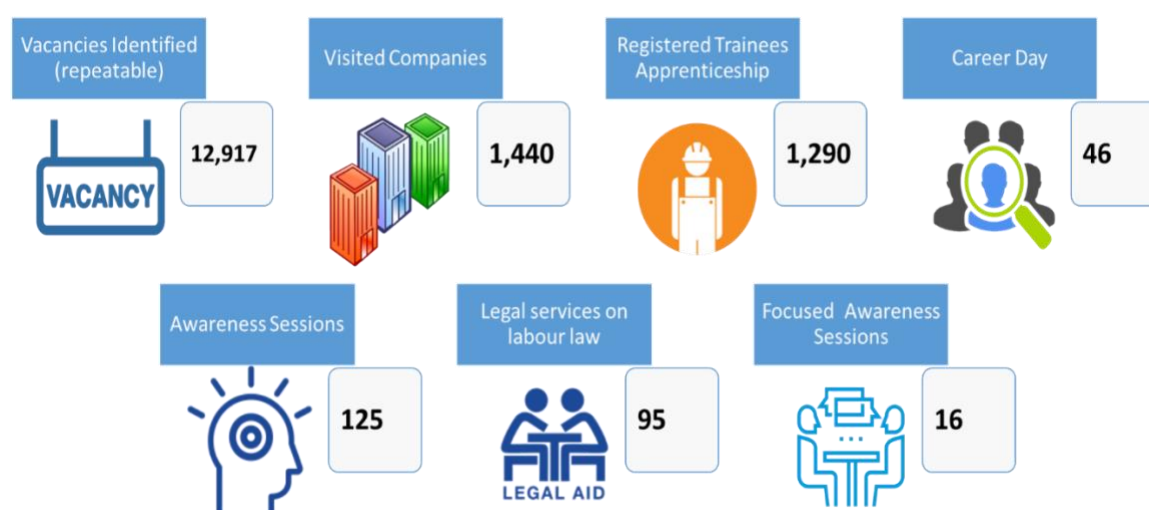 Vacancies Identified
(repeatable)
12,917
VACANCY
Visited Companies
1,440
Registered Trainees
Apprenticeship
1,290
Career Day
46
Awareness Sessions
125
Legal services on
labour law
95
LEGAL AID
Focused Awareness
Sessions
16